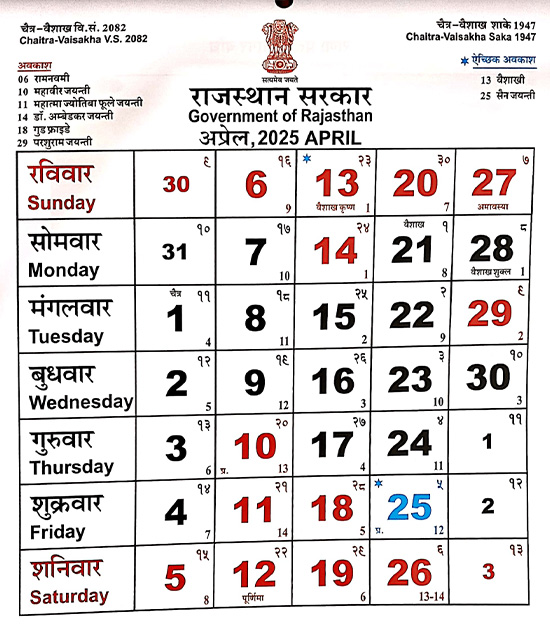 चैत्र-वैशाख वि.सं. 2082
Chaitra-Vaisakha V.S. 2082
चैत्र-वैशाख शाके 1947
Chaitra-Vaisakha Saka 1947
अवकाश
06 रामनवमी
10 महावीर जयन्ती
11 महात्मा ज्योतिबा फूले जयन्ती
14 डॉ. अम्बेडकर जयन्ती
18 गुड फ्राइडे
29 परशुराम जयन्ती
* ऐच्छिक अवकाश
13 वैशाखी
25 सैन जयन्ती
सत्यमेव जयते
राजस्थान सरकार
Government of Rajasthan
अप्रेल, 2025 APRIL
९ १६ * २३ ३० ७
रविवार 30 6 13 20 27
Sunday 9 वैशाख कृष्ण 1 7 अमावस्या
१० १७ २४ वैशाख १ ८
सोमवार 31 7 14 21 28
Monday 10 1 8 वैशाख शुक्ल 1
चैत्र ११ १८ २५ २ ९
मंगलवार 1 8 15 22 29
Tuesday 4 11 2 9 2
१२ १९ २६ ३ १०
बुधवार 2 9 16 23 30
Wednesday 5 12 3 10 3
१३ २० २७ ४ ११
गुरुवार 3 10 17 24 1
Thursday 6 प्र. 13 4 11
१४ २१ २८ * ५ १२
शुक्रवार 4 11 18 25 2
Friday 7 14 5 प्र. 12
१५ २२ २९ ६ १३
शनिवार 5 12 19 26 3
Saturday 8 पूर्णिमा 6 13-14